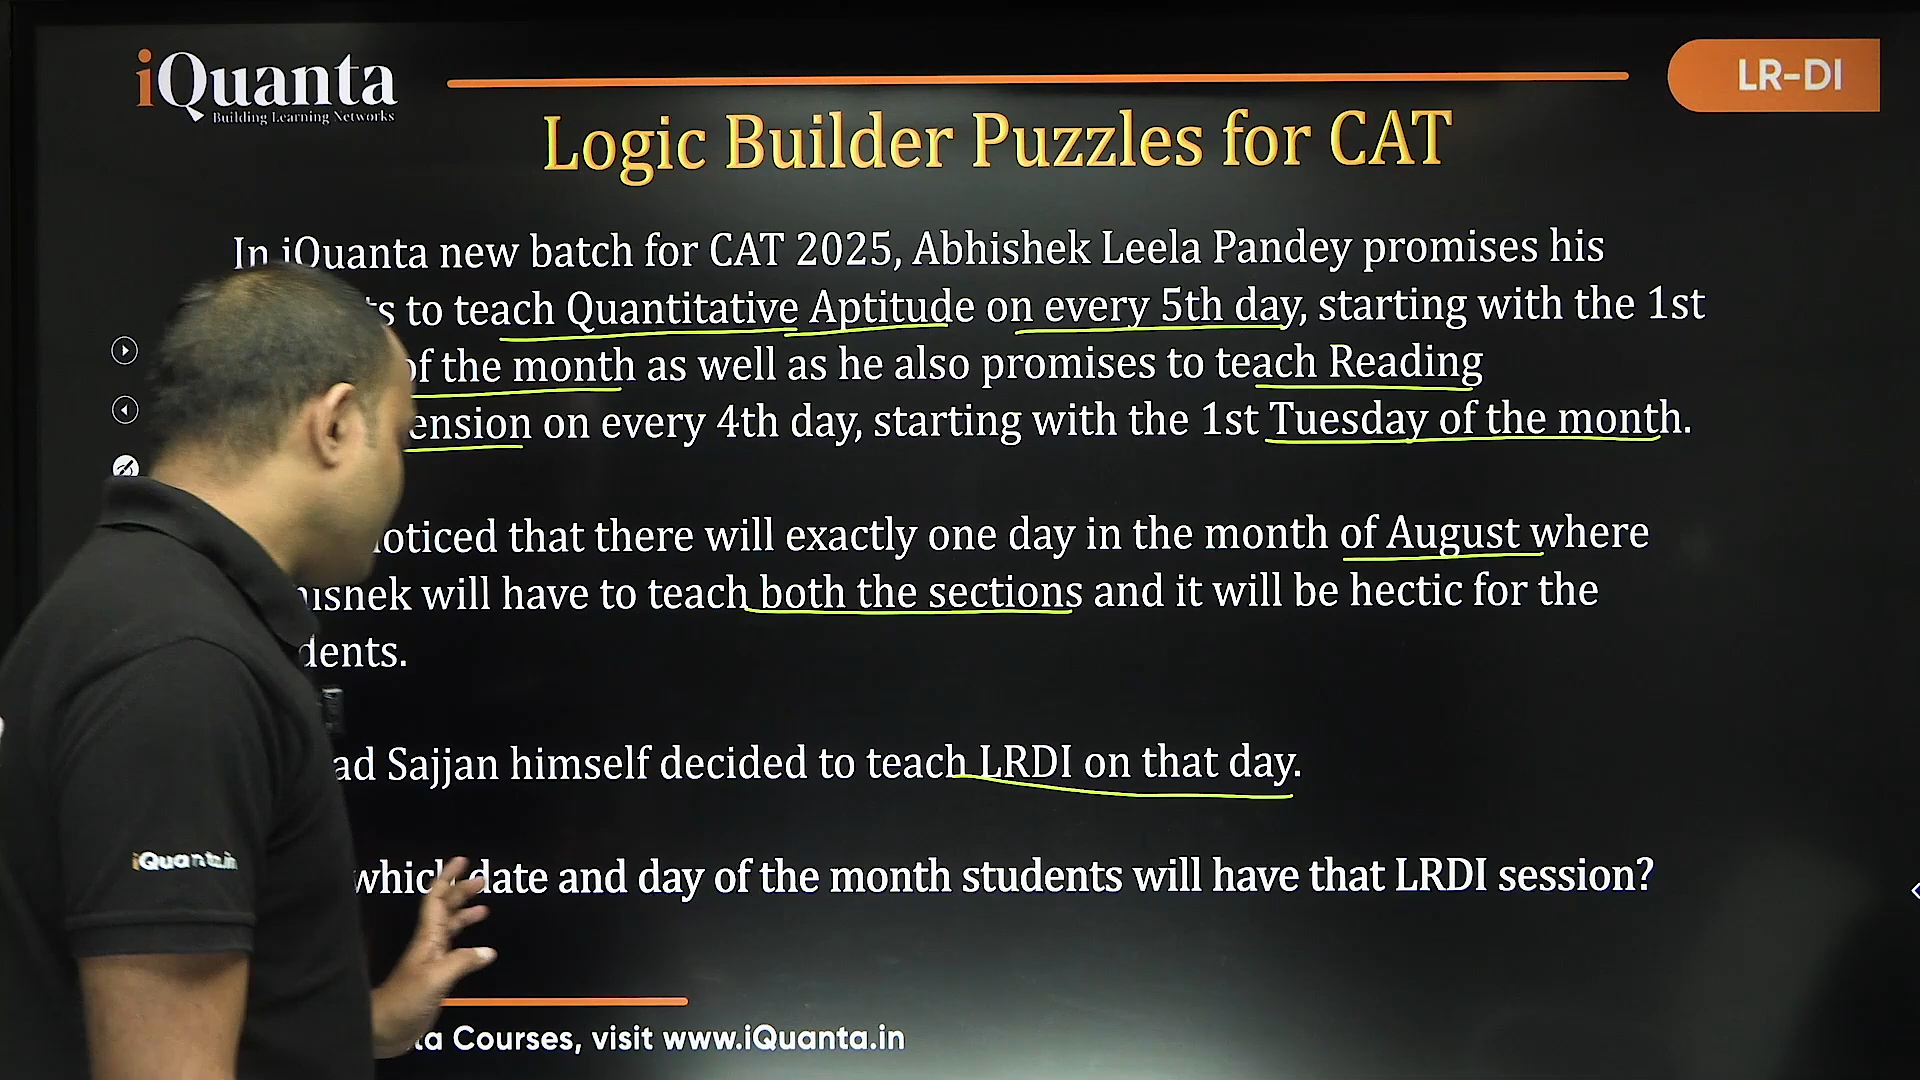 iQuanta
Building Learning Networks
LR-DI
Logic Builder Puzzles for CAT
In iQuanta new batch for CAT 2025, Abhishek Leela Pandey promises his
to teach Quantitative Aptitude on every 5th day, starting with the 1st
of the month as well as he also promises to teach Reading
ension on every 4th day, starting with the 1st Tuesday of the month.
oticed that there will exactly one day in the month of August where
will have to teach both the sections and it will be hectic for the
dents.
ad Sajjan himself decided to teach LRDI on that day.
which date and day of the month students will have that LRDI session?
iQuanta.in
ta Courses, visit www.iQuanta.in